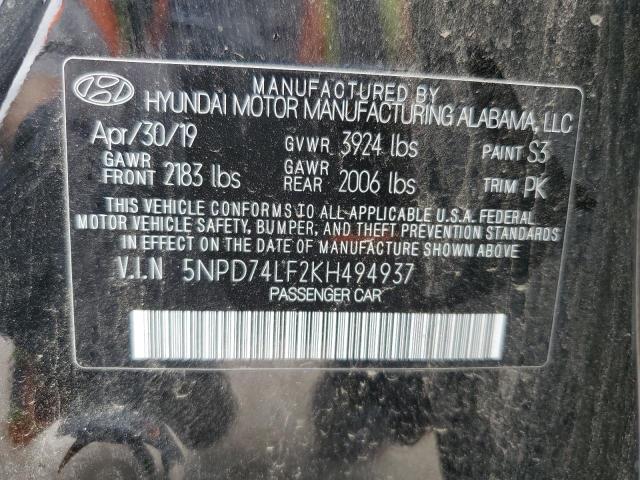 MANUFACTURED BY
HYUNDAI MOTOR MANUFACTURING ALABAMA, LLC
Apr/30/19 GVWR 3924 lbs PAINT S3
GAWR FRONT 2183 lbs GAWR REAR 2006 lbs TRIM PK
THIS VEHICLE CONFORMS TO ALL APPLICABLE U.S.A. FEDERAL
MOTOR VEHICLE SAFETY, BUMPER, AND THEFT PREVENTION STANDARDS
IN EFFECT ON THE DATE OF MANUFACTURE SHOWN ABOVE.
V.I.N 5NPD74LF2KH494937
PASSENGER CAR